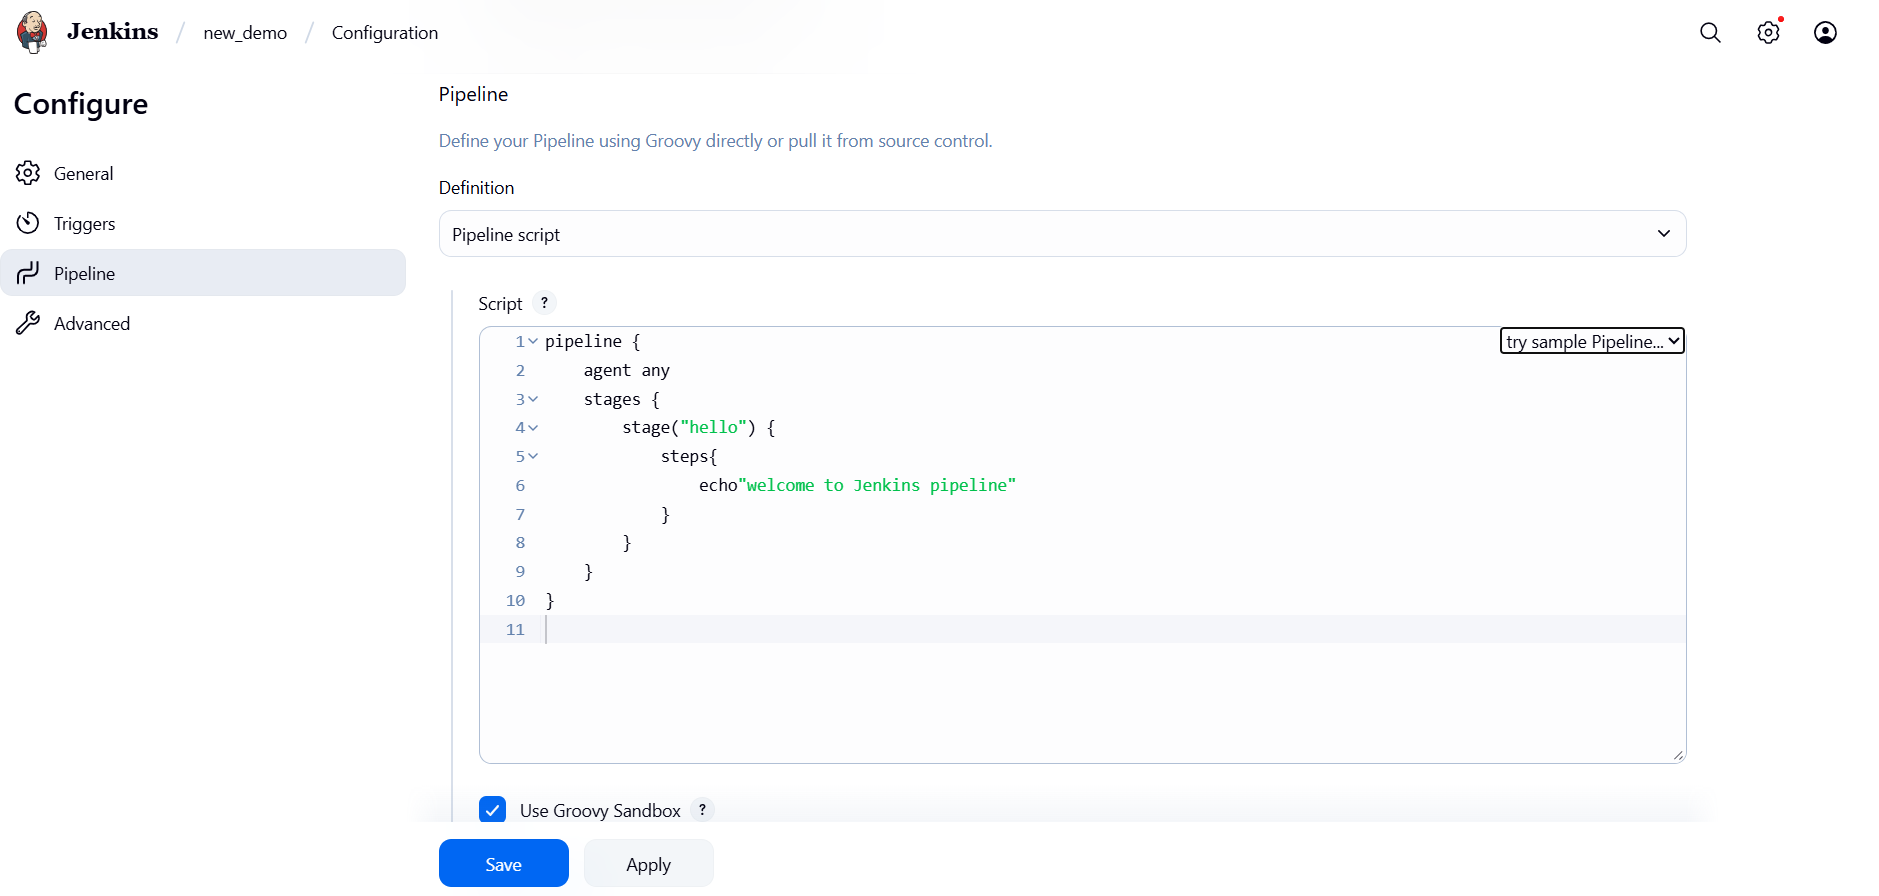 Jenkins / new_demo / Configuration
Configure
General
Triggers
Pipeline
Advanced
Pipeline
Define your Pipeline using Groovy directly or pull it from source control.
Definition
Pipeline script
Script ?
try sample Pipeline...
1 pipeline {
2     agent any
3     stages {
4         stage("hello") {
5             steps{
6                 echo"welcome to Jenkins pipeline"
7             }
8         }
9     }
10 }
11
Use Groovy Sandbox ?
Save Apply